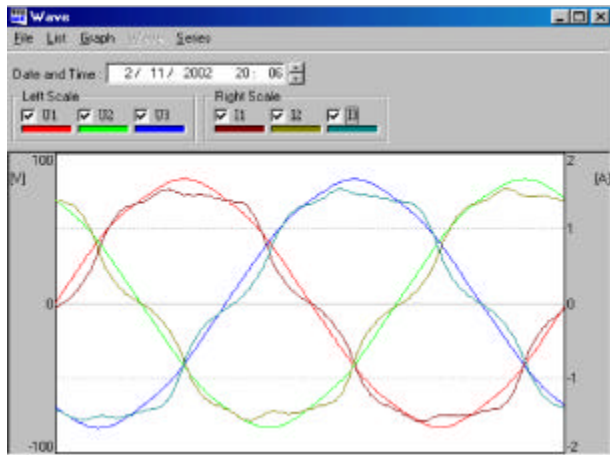 Wave
File List Graph Wave Series
Date and Time : 2/ 11/ 2002 20: 06
Left Scale Right Scale
U1 U2 U3 I1 I2 I3
100 2
[V] [A]
50 1
0 0
-1
-100 -2